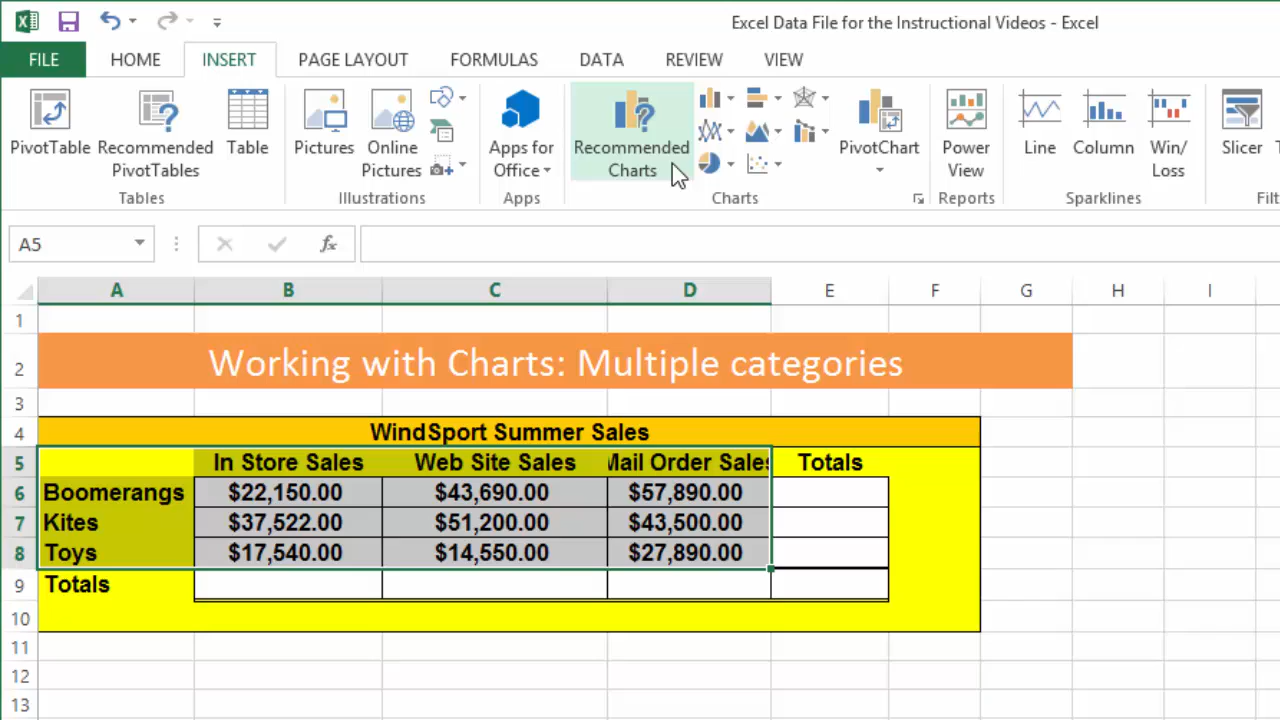 Excel Data File for the Instructional Videos - Excel
FILE HOME INSERT PAGE LAYOUT FORMULAS DATA REVIEW VIEW
PivotTable Recommended PivotTables Table Pictures Online Pictures Apps for Office Recommended Charts PivotChart Power View Line Column Win/ Loss Slicer
Tables Illustrations Apps Charts Reports Sparklines
A5 fx
A B C D E F G H I
1
2 Working with Charts: Multiple categories
3
4 WindSport Summer Sales
5 In Store Sales Web Site Sales Mail Order Sales Totals
6 Boomerangs $22,150.00 $43,690.00 $57,890.00
7 Kites $37,522.00 $51,200.00 $43,500.00
8 Toys $17,540.00 $14,550.00 $27,890.00
9 Totals
10
11
12
13